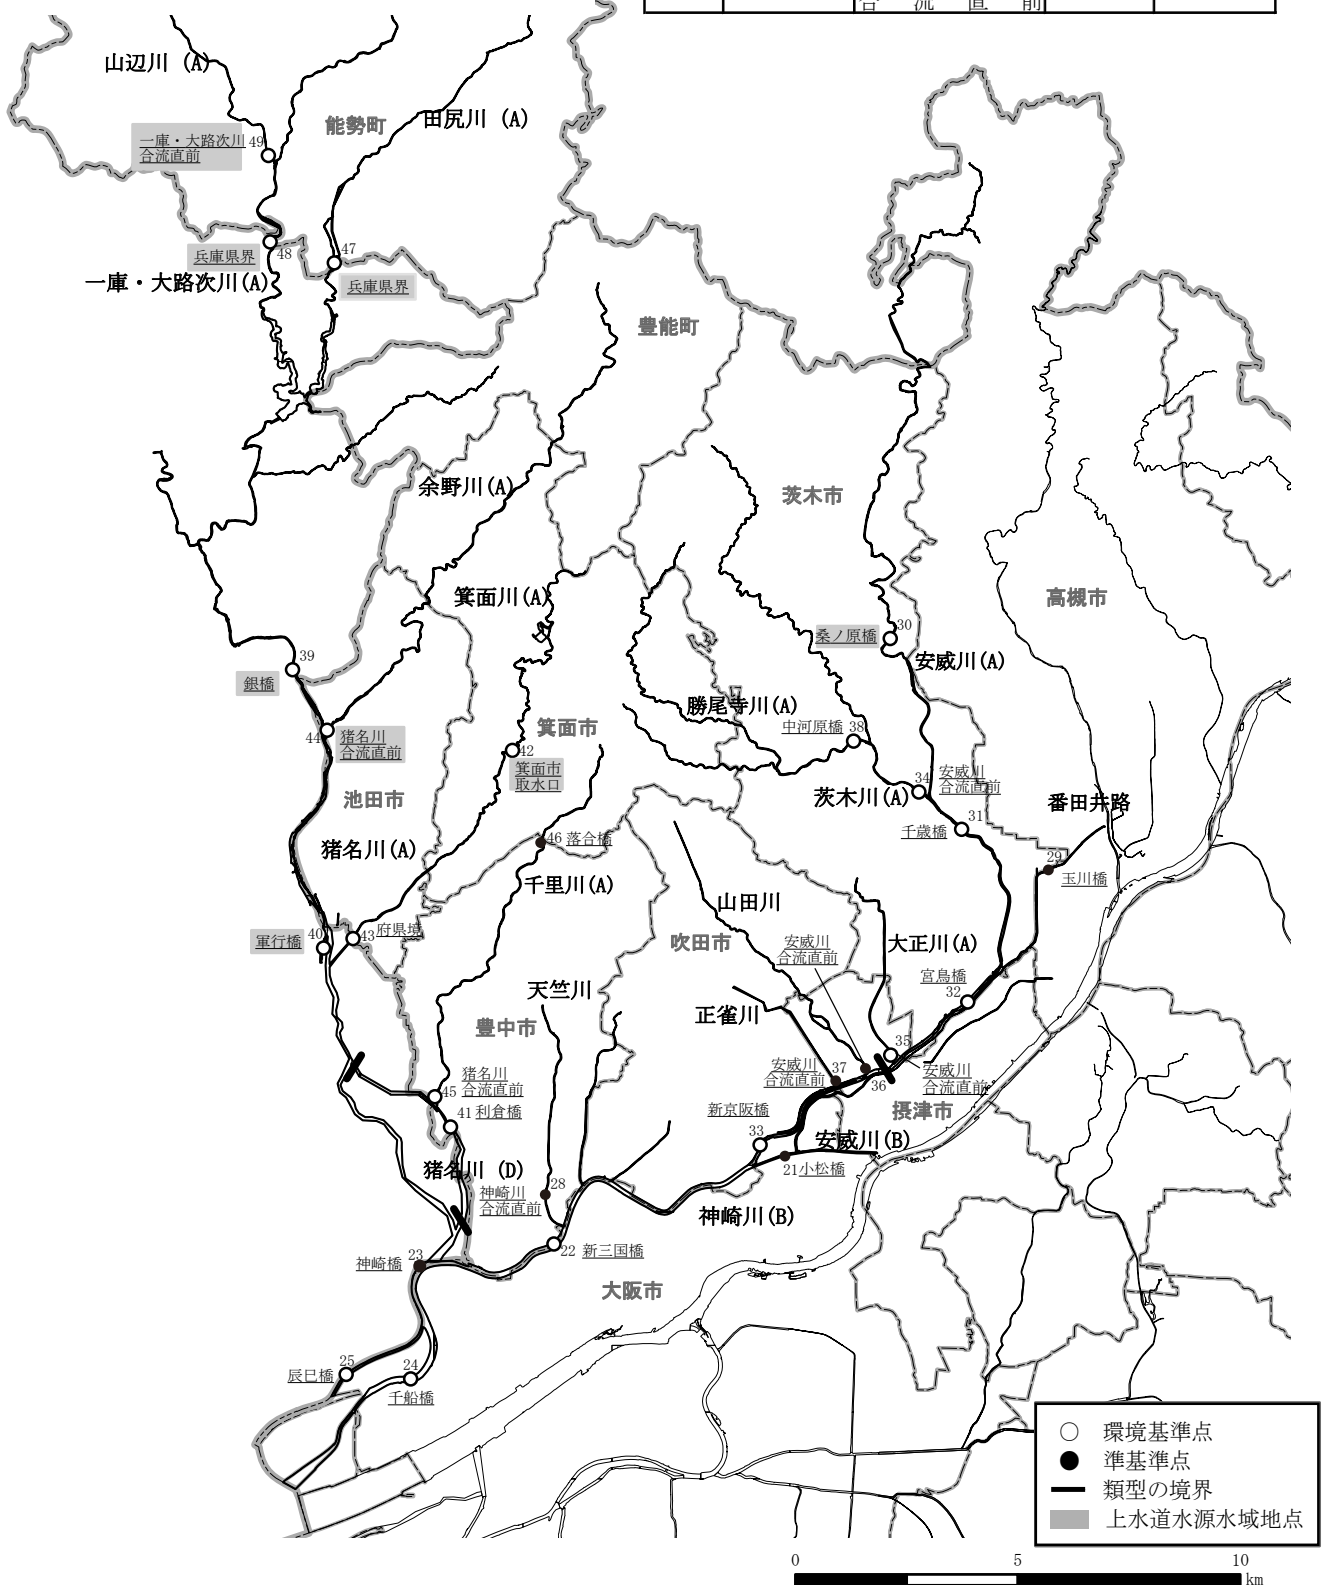 合流直前
山辺川 (A)
能勢町
田尻川 (A)
一庫・大路次川
合流直前
49
兵庫県界
48
47
兵庫県界
一庫・大路次川(A)
豊能町
余野川(A)
茨木市
箕面川(A)
高槻市
桑ノ原橋
30
安威川(A)
39
銀橋
勝尾寺川(A)
44
猪名川
合流直前
箕面市
42
箕面市
取水口
中河原橋
38
34
安威川
合流直前
池田市
茨木川(A)
番田井路
31
千歳橋
猪名川(A)
46 落合橋
29
玉川橋
千里川(A)
山田川
吹田市
大正川(A)
40
軍行橋
43
府県境
安威川
合流直前
宮鳥橋
32
天竺川
正雀川
豊中市
35
安威川
合流直前
37
36
安威川
合流直前
猪名川
合流直前
45
41 利倉橋
新京阪橋
33
摂津市
安威川(B)
21小松橋
猪名川 (D)
神崎川
合流直前
28
神崎川(B)
22 新三国橋
神崎橋
23
大阪市
辰巳橋
25
24
千船橋
○ 環境基準点
● 準基準点
類型の境界
上水道水源水域地点
0 5 10
km